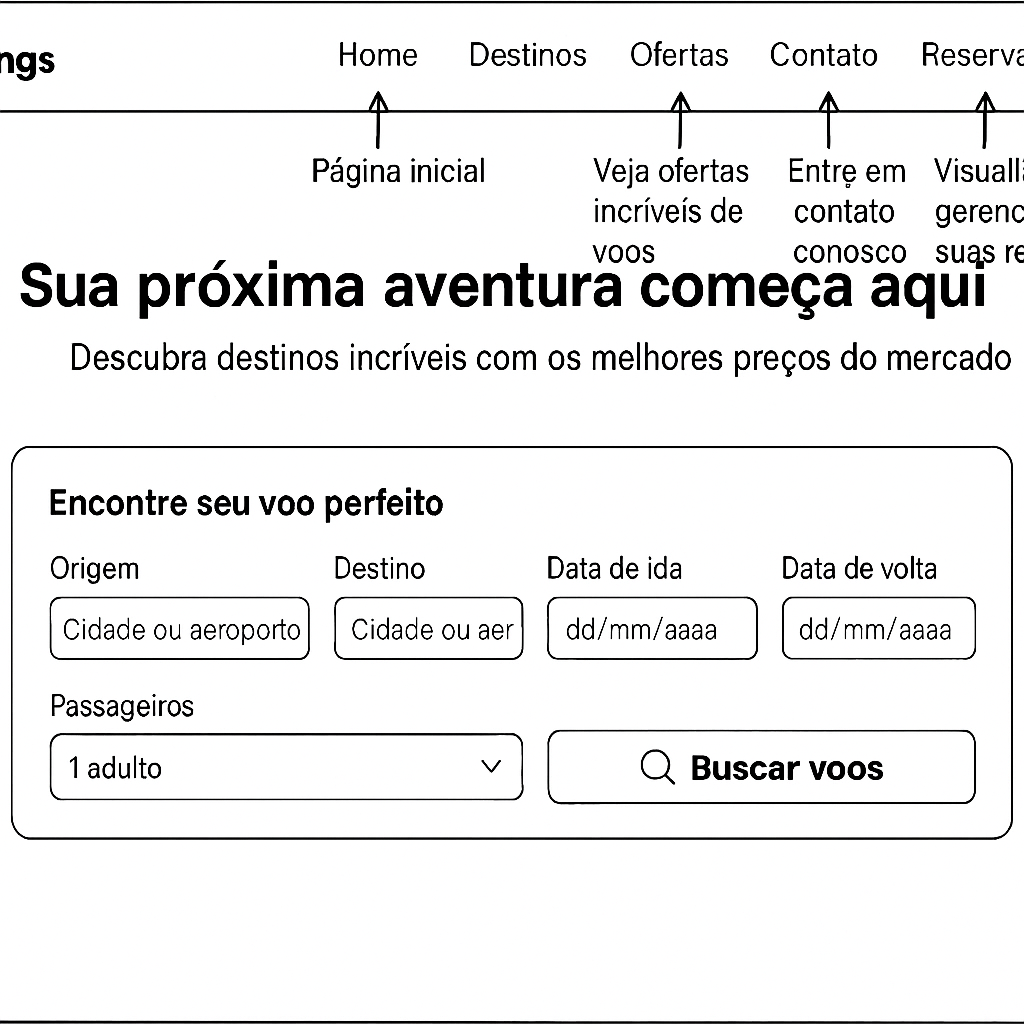 ngs
Home Destinos Ofertas Contato Reserva
Página inicial
Veja ofertas
incríveís de
voos
Entrẹ em
contato
conosco
Visuallı
gerenc
suas re
Sua próxima aventura começa aqui
Descubra destinos incríveis com os melhores preços do mercado
Encontre seu voo perfeito
Origem Destino Data de ida Data de volta
Cidade ou aeroporto Cidade ou aer dd/mm/aaaa dd/mm/aaaa
Passageiros
1 adulto Buscar voos